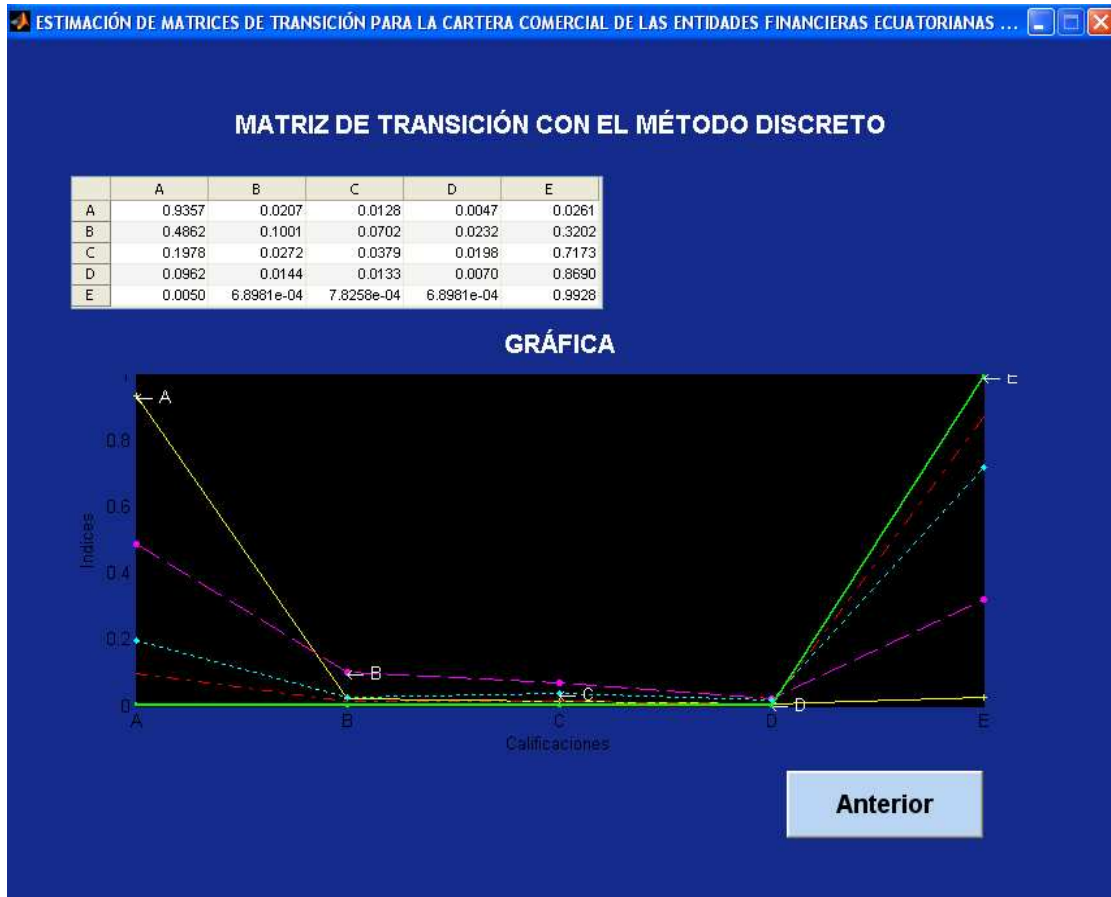 ESTIMACIÓN DE MATRICES DE TRANSICIÓN PARA LA CARTERA COMERCIAL DE LAS ENTIDADES FINANCIERAS ECUATORIANAS ...
MATRIZ DE TRANSICIÓN CON EL MÉTODO DISCRETO
A B C D E
A 0.9357 0.0207 0.0128 0.0047 0.0261
B 0.4862 0.1001 0.0702 0.0232 0.3202
C 0.1978 0.0272 0.0379 0.0198 0.7173
D 0.0962 0.0144 0.0133 0.0070 0.8690
E 0.0050 6.8981e-04 7.8258e-04 6.8981e-04 0.9928
GRÁFICA
1
← A
← E
0.8
0.6
Indices
0.4
0.2
← B
← C
← D
0
A B C D E
Calificaciones
Anterior